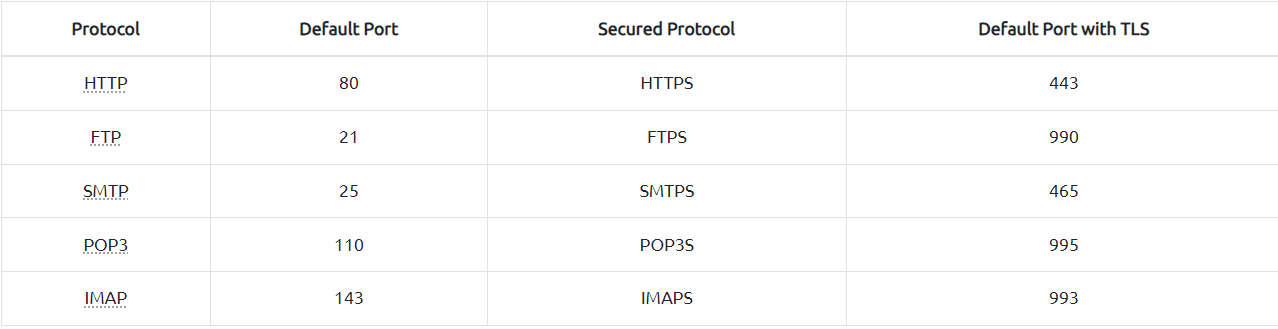 Protocol Default Port Secured Protocol Default Port with TLS
HTTP 80 HTTPS 443
FTP 21 FTPS 990
SMTP 25 SMTPS 465
POP3 110 POP3S 995
IMAP 143 IMAPS 993